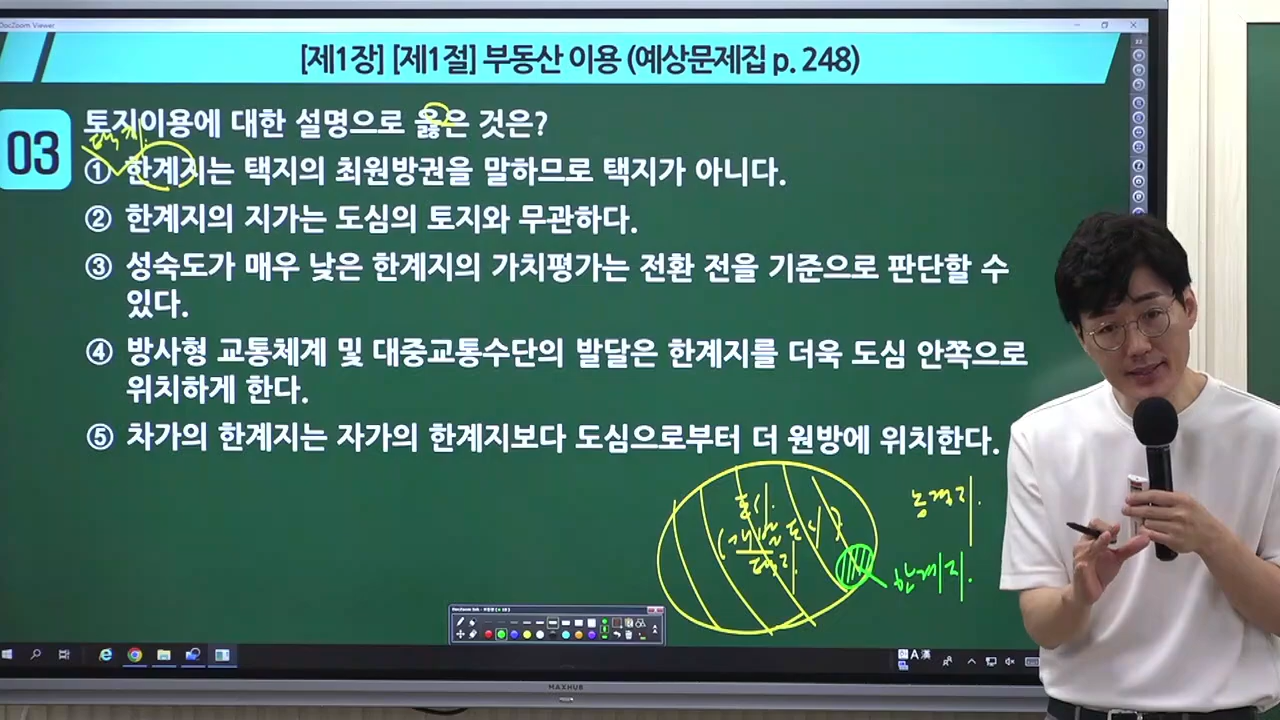 DocZoom Viewer
[제1장] [제1절] 부동산 이용 (예상문제집 p. 248)
03 토지이용에 대한 설명으로 옳은 것은?
① 한계지는 택지의 최원방권을 말하므로 택지가 아니다.
② 한계지의 지가는 도심의 토지와 무관하다.
③ 성숙도가 매우 낮은 한계지의 가치평가는 전환 전을 기준으로 판단할 수
있다.
④ 방사형 교통체계 및 대중교통수단의 발달은 한계지를 더욱 도심 안쪽으로
위치하게 한다.
⑤ 차가의 한계지는 자가의 한계지보다 도심으로부터 더 원방에 위치한다.
농경지.
택지
한계지.
A 漢
MAXHUB